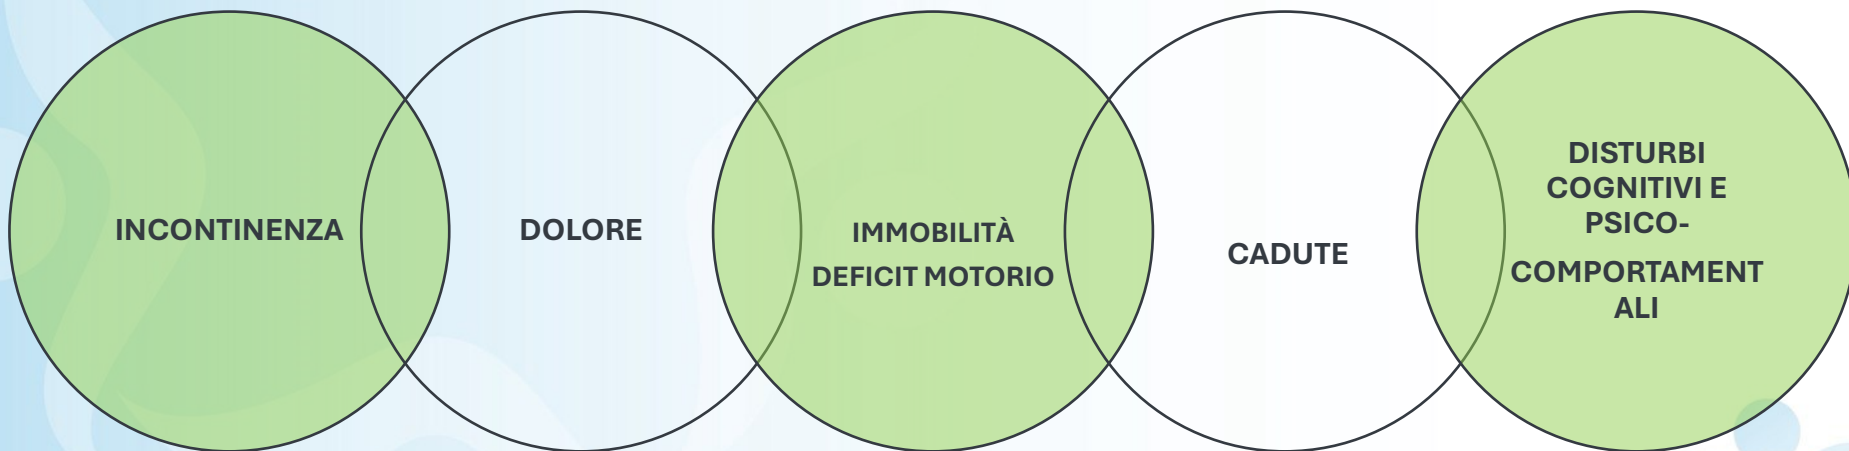 INCONTINENZA
DOLORE
IMMOBILITÀ
DEFICIT MOTORIO
CADUTE
DISTURBI
COGNITIVI E
PSICO-
COMPORTAMENT
ALI